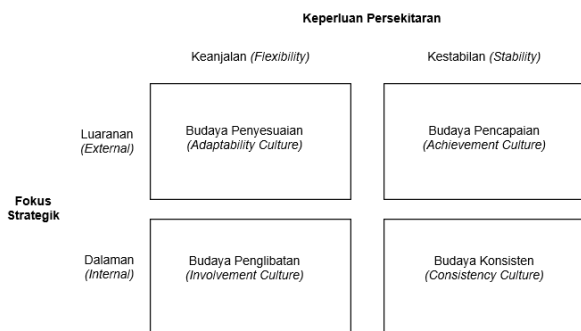 Keperluan Persekitaran
Keanjalan (Flexibility)
Kestabilan (Stability)
Luaranan
(External)
Budaya Penyesuaian
(Adaptability Culture)
Budaya Pencapaian
(Achievement Culture)
Fokus
Strategik
Dalaman
(Internal)
Budaya Penglibatan
(Involvement Culture)
Budaya Konsisten
(Consistency Culture)